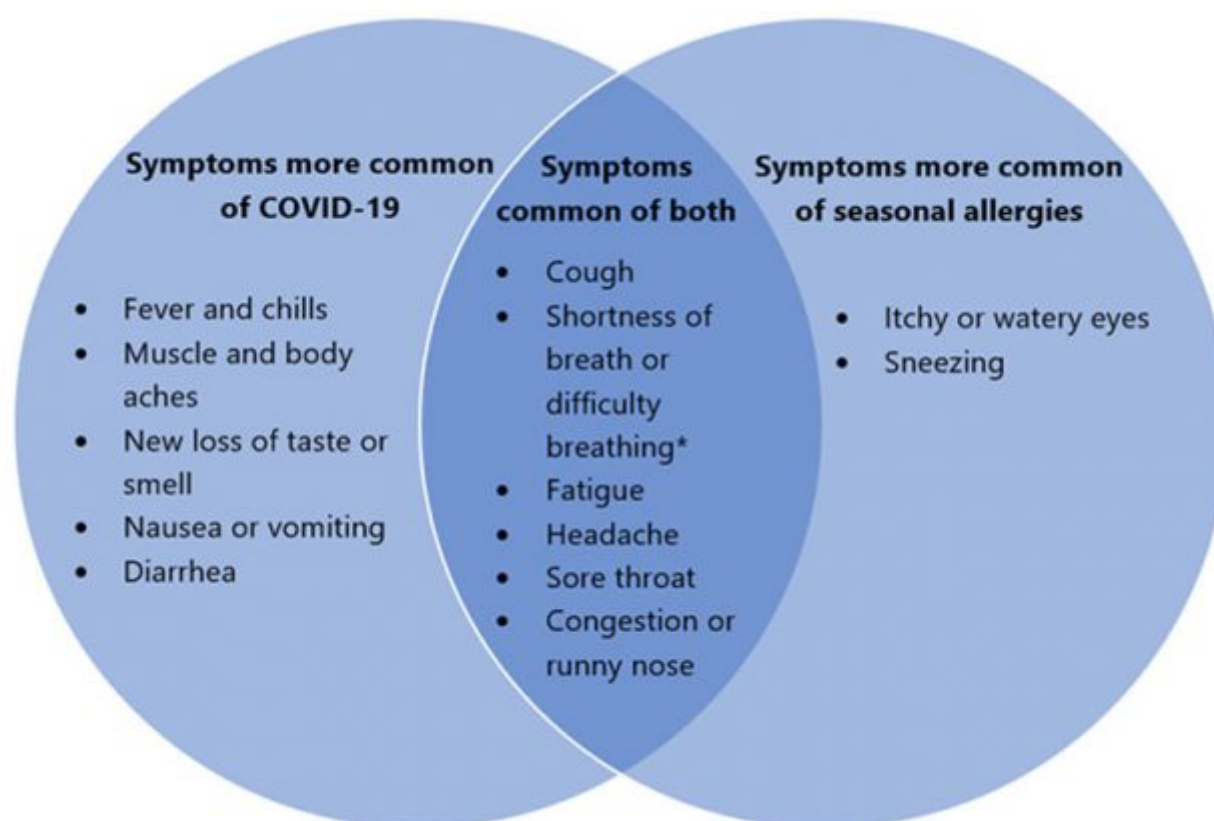 Symptoms more common
of COVID-19
• Fever and chills
• Muscle and body
aches
• New loss of taste or
smell
• Nausea or vomiting
• Diarrhea
Symptoms
common of both
• Cough
• Shortness of
breath or
difficulty
breathing*
• Fatigue
• Headache
• Sore throat
• Congestion or
runny nose
Symptoms more common
of seasonal allergies
• Itchy or watery eyes
• Sneezing